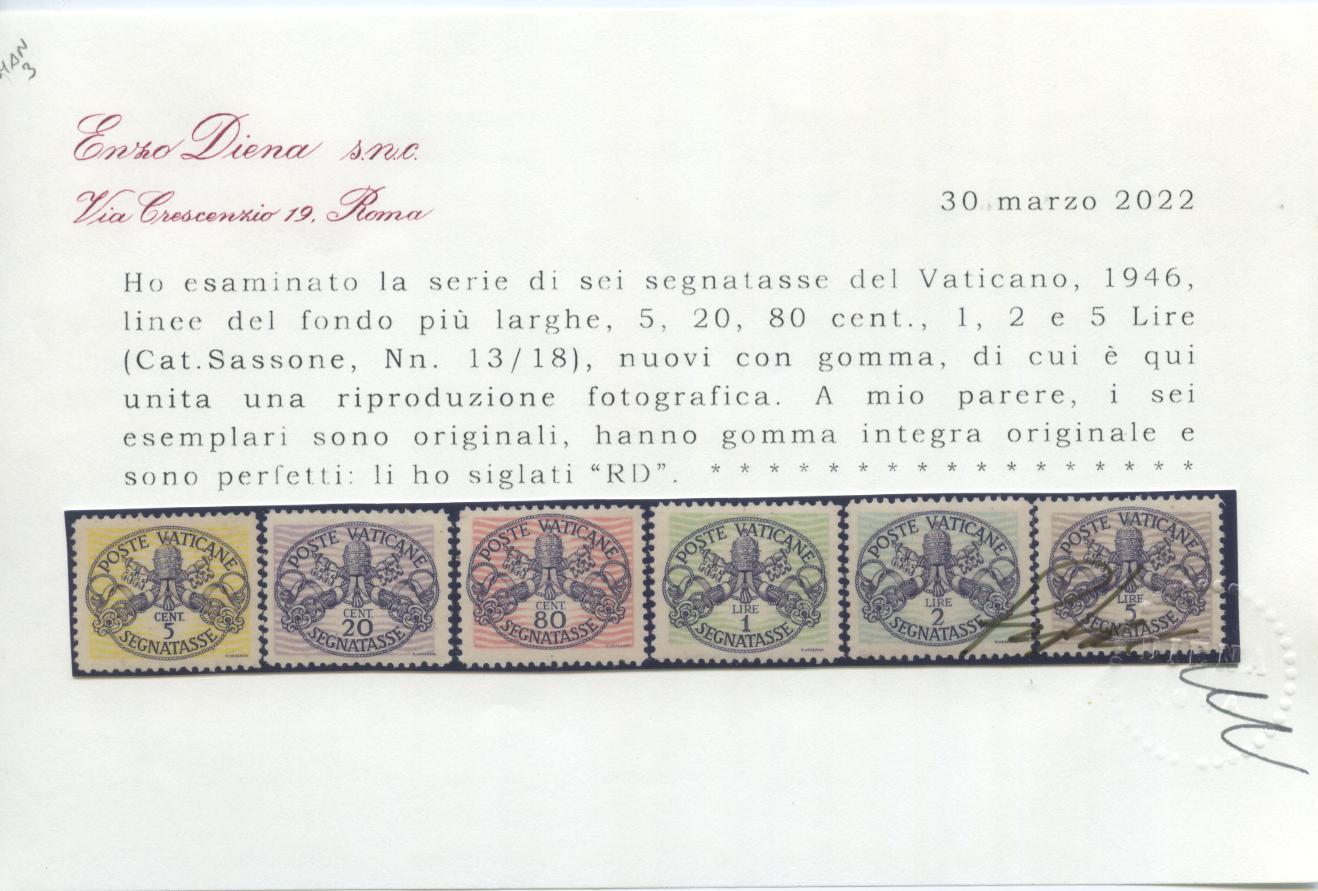 MAN
3
Enzo Diena s.n.c.
Via Crescenzio 19, Roma
30 marzo 2022
Ho esaminato la serie di sei segnatasse del Vaticano, 1946,
linee del fondo più larghe, 5, 20, 80 cent., 1, 2 e 5 Lire
(Cat.Sassone, Nn. 13/18), nuovi con gomma, di cui è qui
unita una riproduzione fotografica. A mio parere, i sei
esemplari sono originali, hanno gomma integra originale e
sono perfetti: li ho siglati “RD”. * * * * * * * * * * * * * * * * *
POSTE VATICANE
CENT.
5
SEGNATASSE
POSTE VATICANE
CENT
20
SEGNATASSE
POSTE VATICANE
CENT
80
SEGNATASSE
POSTE VATICANE
LIRE
1
SEGNATASSE
POSTE VATICANE
LIRE
2
SEGNATASSE
POSTE VATICANE
LIRE
5
SEGNATASSE
DIENA